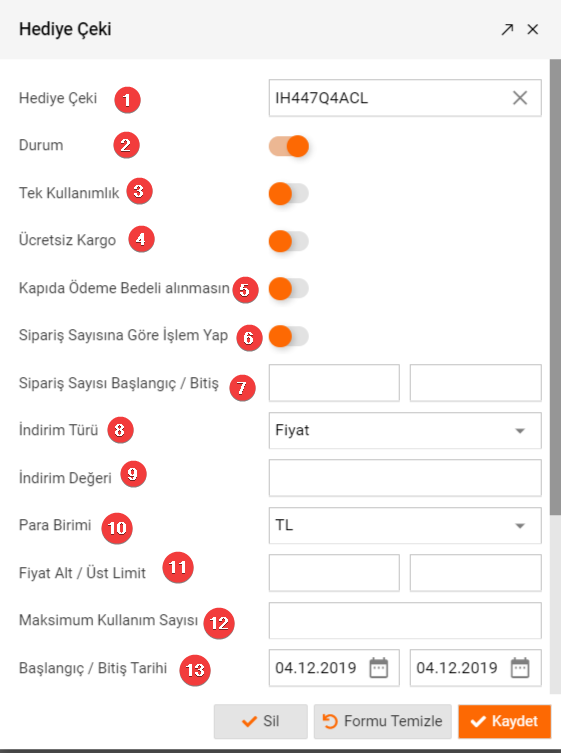 Hediye Çeki
Hediye Çeki 1 IH447Q4ACL
Durum 2
Tek Kullanımlık 3
Ücretsiz Kargo 4
Kapıda Ödeme Bedeli alınmasın 5
Sipariş Sayısına Göre İşlem Yap 6
Sipariş Sayısı Başlangıç / Bitiş 7
İndirim Türü 8 Fiyat
İndirim Değeri 9
Para Birimi 10 TL
Fiyat Alt / Üst Limit 11
Maksimum Kullanım Sayısı 12
Başlangıç / Bitiş Tarihi 13 04.12.2019 04.12.2019
Sil Formu Temizle Kaydet